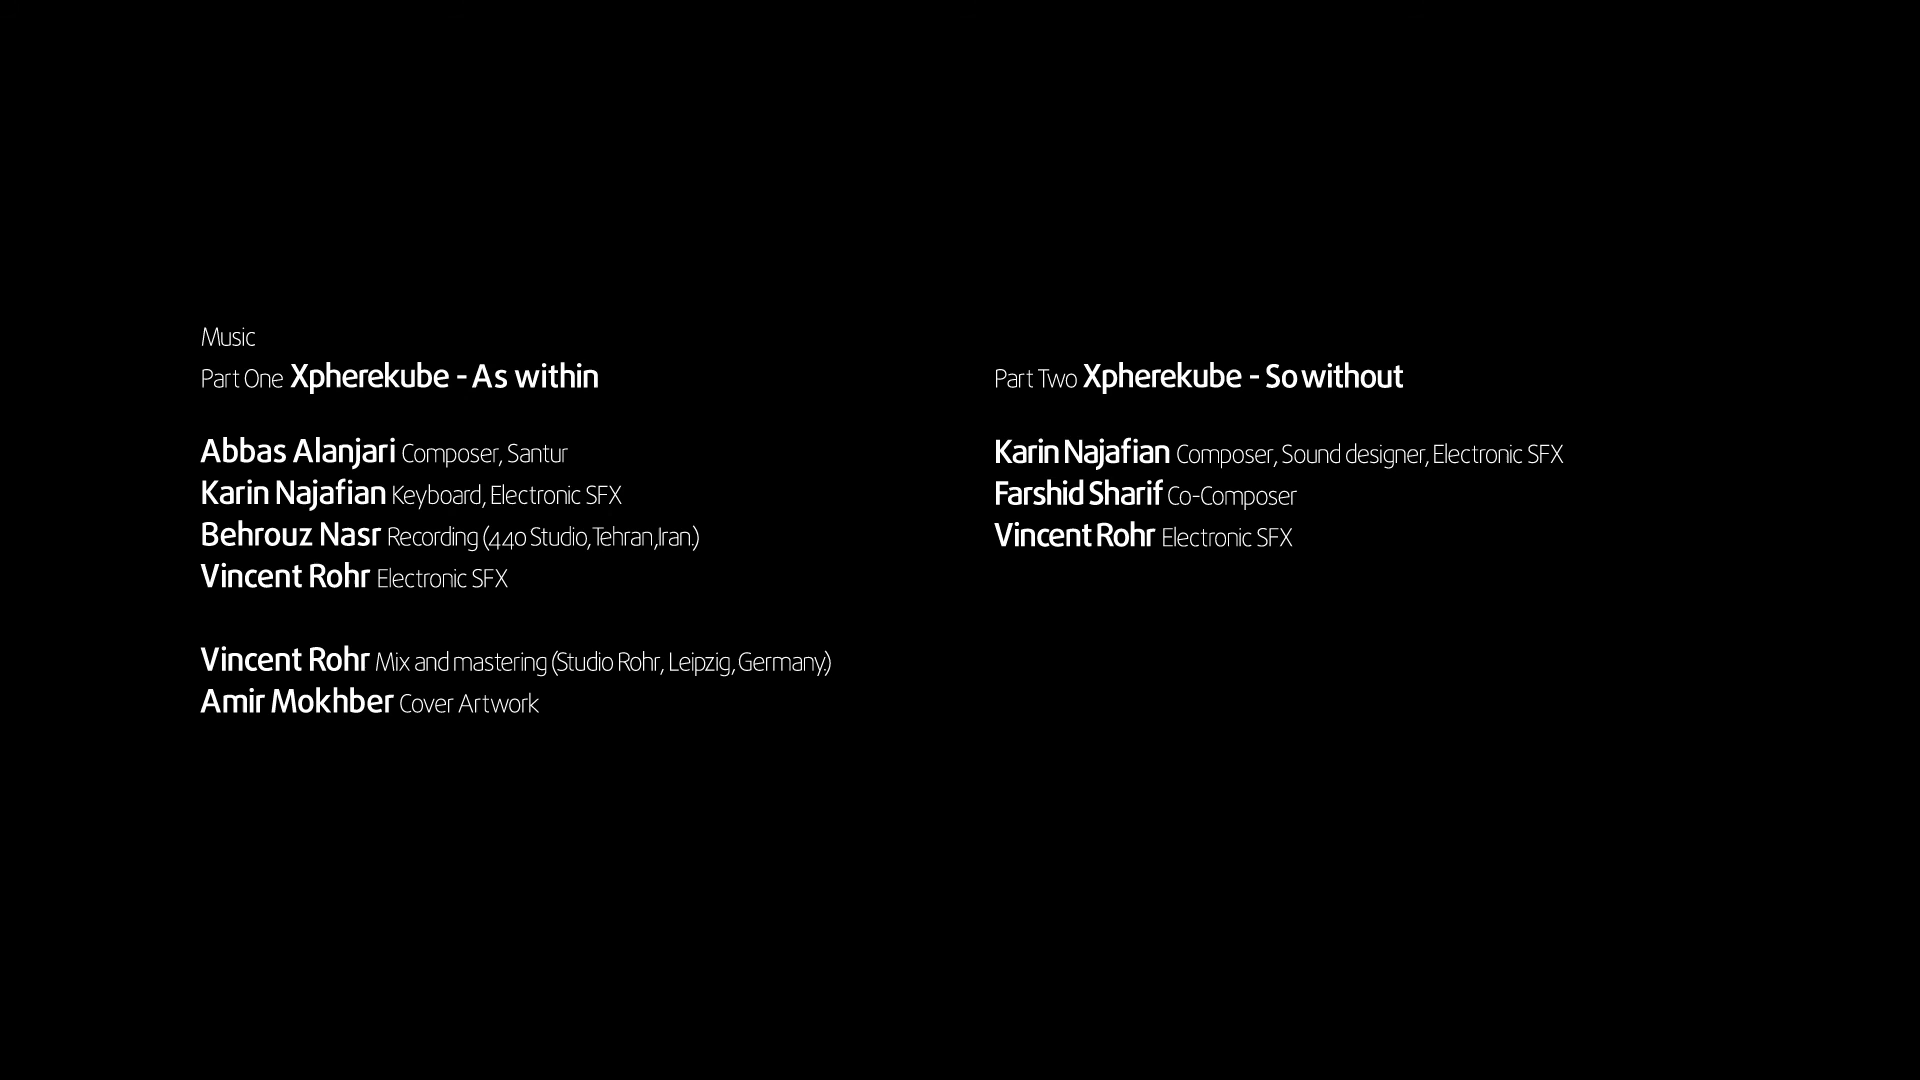 Music
Part One Xpherekube - As within
Abbas Alanjari Composer, Santur
Karin Najafian Keyboard, Electronic SFX
Behrouz Nasr Recording (440 Studio,Tehran,Iran.)
Vincent Rohr Electronic SFX
Vincent Rohr Mix and mastering (Studio Rohr, Leipzig, Germany.)
Amir Mokhber Cover Artwork
Part Two Xpherekube - So without
Karin Najafian Composer, Sound designer, Electronic SFX
Farshid Sharif Co-Composer
Vincent Rohr Electronic SFX